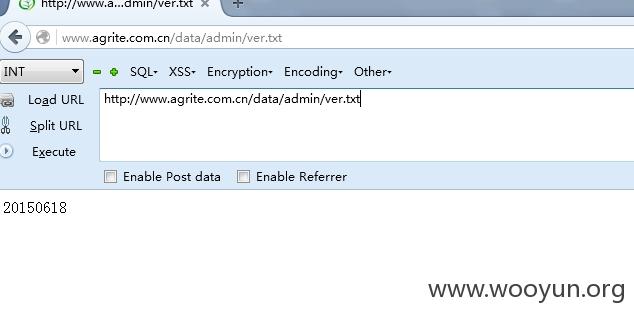 http://www.a...dmin/ver.txt
www.agrite.com.cn/data/admin/ver.txt
INT SQL▾ XSS▾ Encryption▾ Encoding▾ Other▾
Load URL http://www.agrite.com.cn/data/admin/ver.txt
Split URL
Execute
Enable Post data Enable Referrer
20150618
www.wooyun.org